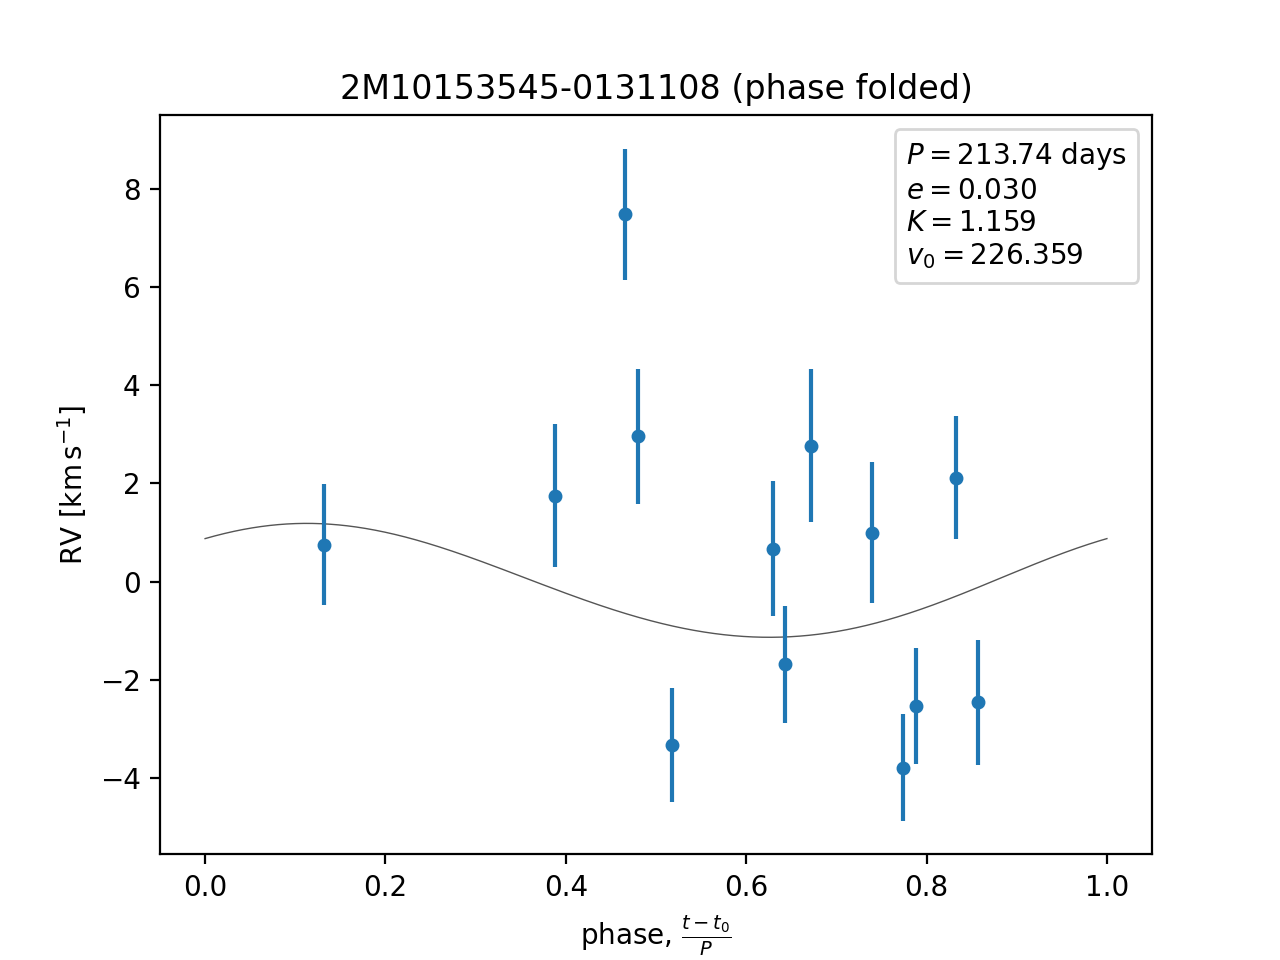 2M10153545-0131108 (phase folded)
P = 213.74 days
e = 0.030
K = 1.159
v₀ = 226.359
RV [km s⁻¹]
8
6
4
2
0
−2
−4
0.0 0.2 0.4 0.6 0.8 1.0
phase, (t − t₀)/P